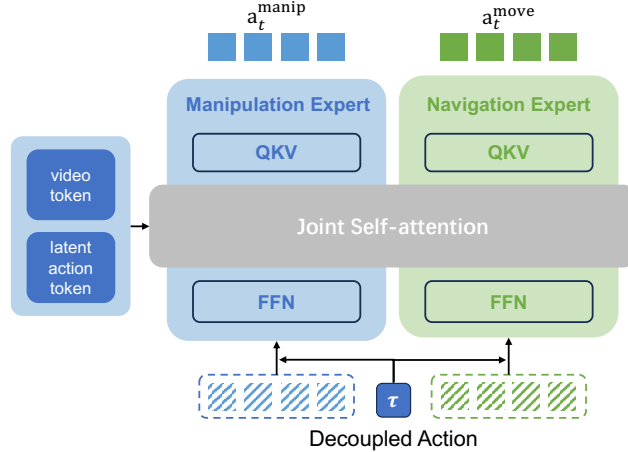 a_t^manip a_t^move
Manipulation Expert Navigation Expert
QKV QKV
video
token
Joint Self-attention
latent
action
token
FFN FFN
τ
Decoupled Action